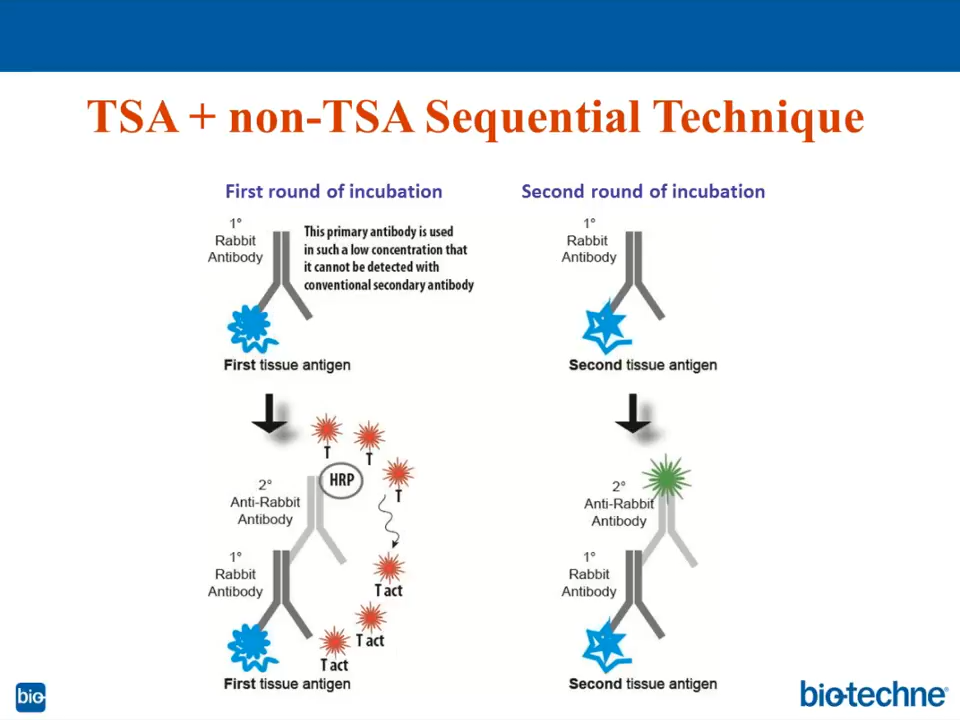 TSA + non-TSA Sequential Technique
First round of incubation
1°
Rabbit
Antibody
This primary antibody is used
in such a low concentration that
it cannot be detected with
conventional secondary antibody
First tissue antigen
T
T
T
HRP
2°
Anti-Rabbit
Antibody
1°
Rabbit
Antibody
T act
T act
T act
First tissue antigen
Second round of incubation
1°
Rabbit
Antibody
Second tissue antigen
2°
Anti-Rabbit
Antibody
1°
Rabbit
Antibody
Second tissue antigen
bio
bio-techne®